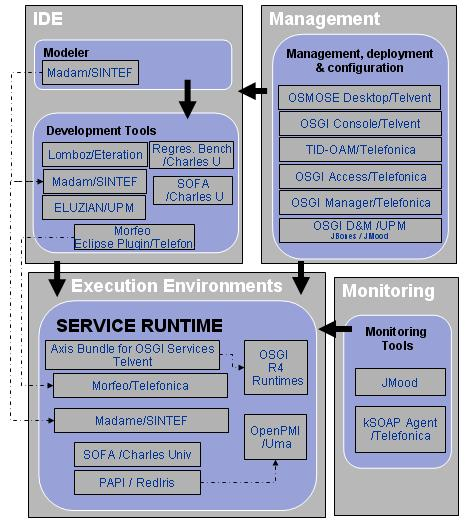 IDE
Modeler
Madam/SINTEF
Development Tools
Lomboz/Eteration
Regres. Bench
/Charles U
Madam/SINTEF
SOFA
/Charles U
ELUZIAN/UPM
Morfeo
Eclipse Plugin/Telefon
Management
Management, deployment
& configuration
OSMOSE Desktop/Telvent
OSGI Console/Telvent
TID-OAM/Telefonica
OSGI Access/Telefonica
OSGI Manager/Telefonica
OSGI D&M /UPM
JBones / JMood
Execution Environments
SERVICE RUNTIME
Axis Bundle for OSGI Services
Telvent
OSGI
R4
Runtimes
Morfeo/Telefonica
Madame/SINTEF
OpenPMI
/Uma
SOFA /Charles Univ
PAPI / RedIris
Monitoring
Monitoring
Tools
JMood
kSOAP Agent
/Telefonica